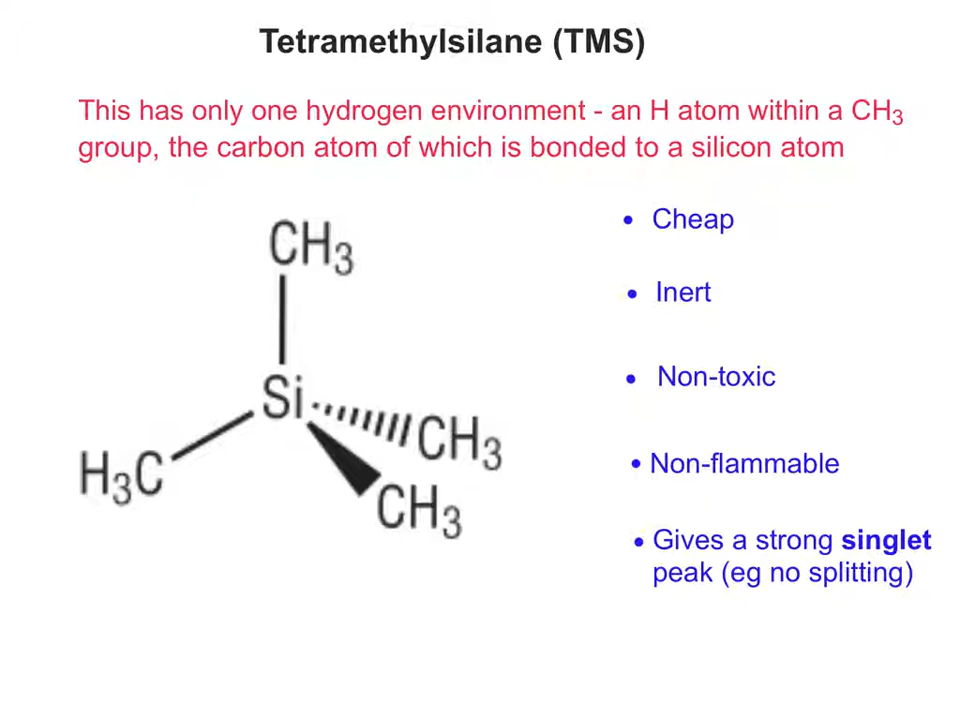 Tetramethylsilane (TMS)
This has only one hydrogen environment - an H atom within a CH₃
group, the carbon atom of which is bonded to a silicon atom
• Cheap
CH₃
• Inert
• Non-toxic
Si
CH₃
H₃C
• Non-flammable
CH₃
• Gives a strong singlet
peak (eg no splitting)